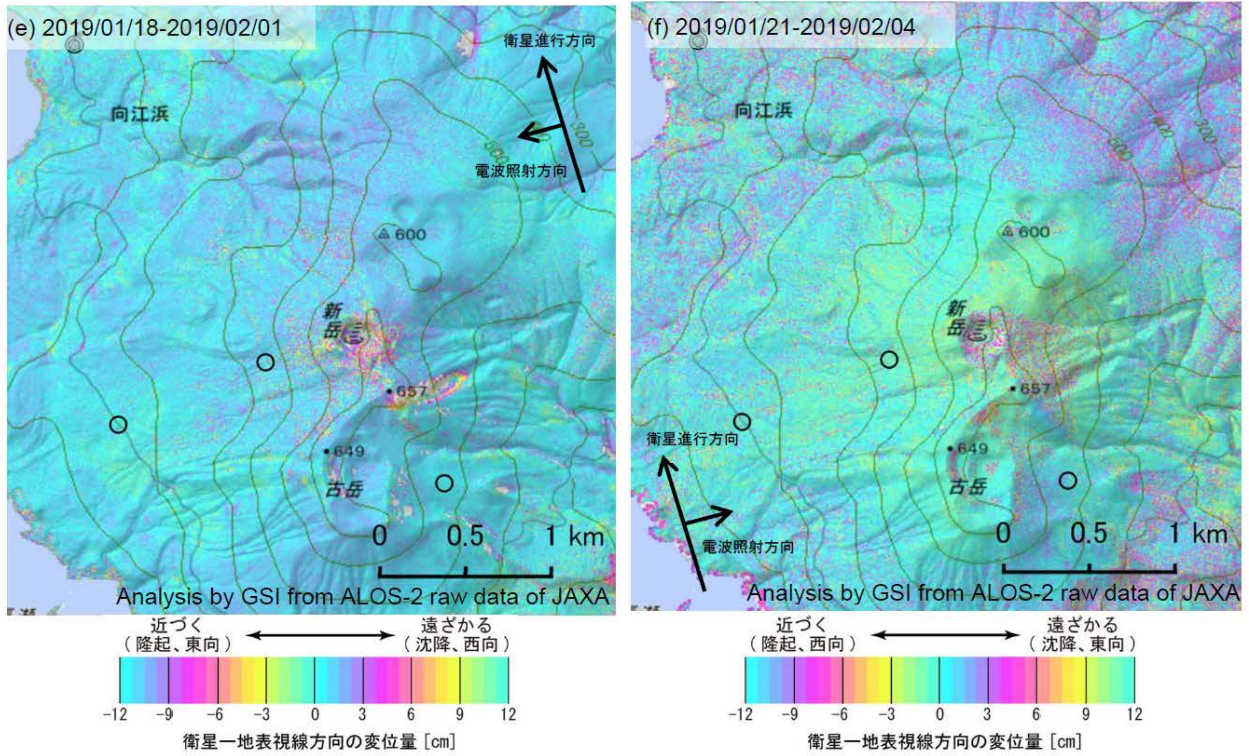 (e) 2019/01/18-2019/02/01
衛星進行方向
向江浜
電波照射方向
300
600
新岳
657
649
古岳
0 0.5 1 km
Analysis by GSI from ALOS-2 raw data of JAXA
近づく
(隆起、東向)
遠ざかる
(沈降、西向)
-12 -9 -6 -3 0 3 6 9 12
衛星−地表視線方向の変位量 [cm]
(f) 2019/01/21-2019/02/04
向江浜
400
300
500
600
新岳
657
649
古岳
衛星進行方向
電波照射方向
0 0.5 1 km
Analysis by GSI from ALOS-2 raw data of JAXA
近づく
(隆起、西向)
遠ざかる
(沈降、東向)
-12 -9 -6 -3 0 3 6 9 12
衛星−地表視線方向の変位量 [cm]